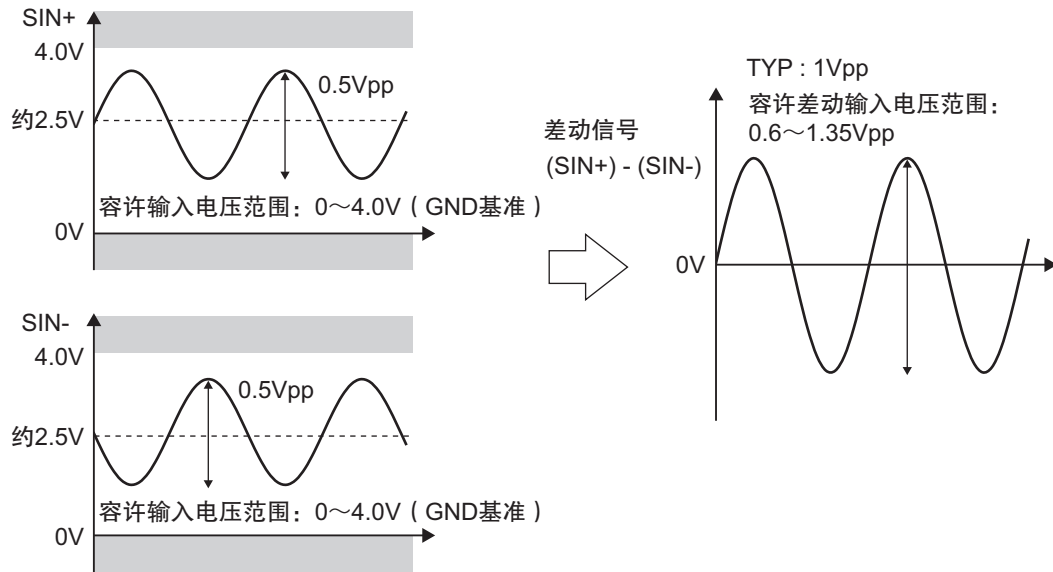 SIN+
4.0V
0.5Vpp
约2.5V
容许输入电压范围：0～4.0V（GND基准）
0V
SIN-
4.0V
0.5Vpp
约2.5V
容许输入电压范围：0～4.0V（GND基准）
0V
差动信号
(SIN+) - (SIN-)
TYP : 1Vpp
容许差动输入电压范围：
0.6～1.35Vpp
0V